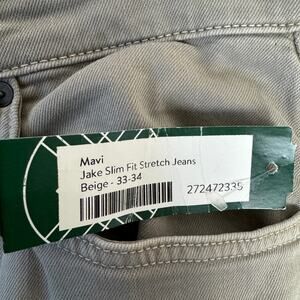 Mavi
Jake Slim Fit Stretch Jeans
Beige - 33-34
272472335